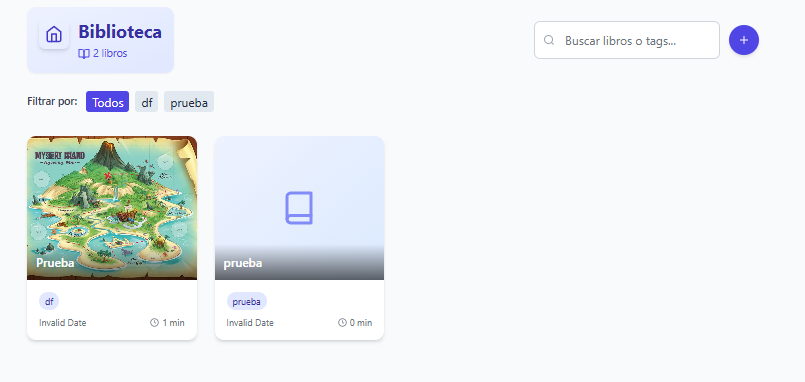 Biblioteca
2 libros
Buscar libros o tags...
Filtrar por: Todos df prueba
MYSTERY ISLAND
Prueba
prueba
df
prueba
Invalid Date 1 min
Invalid Date 0 min